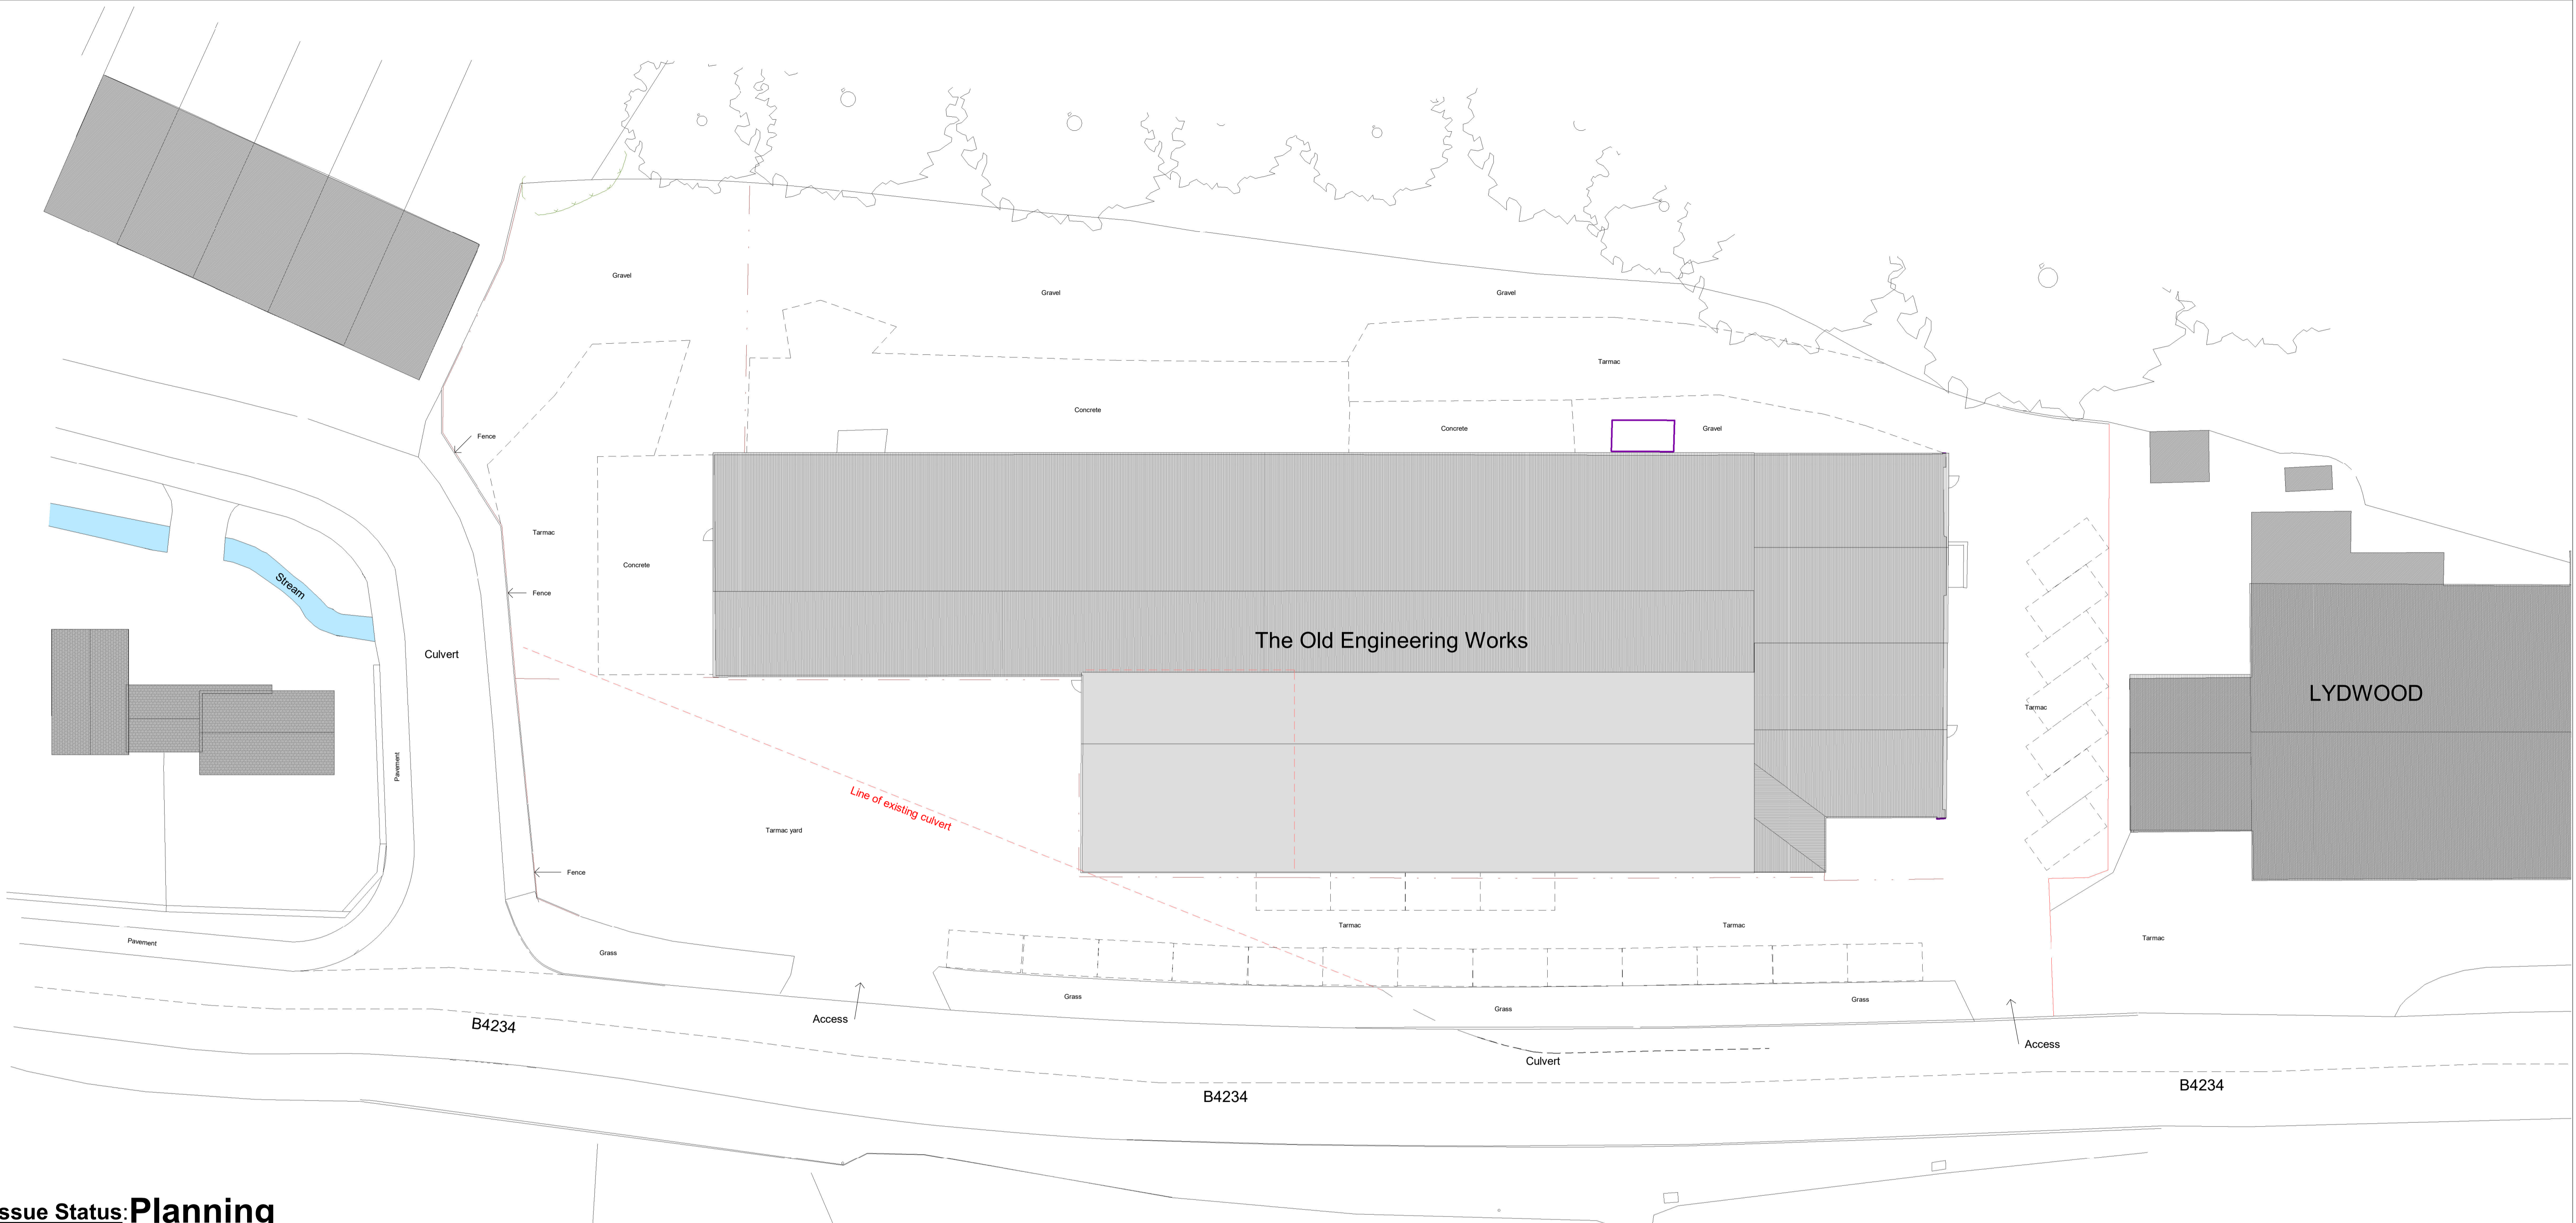 Gravel
Gravel
Gravel
Tarmac
Concrete
Concrete
Gravel
Fence
Tarmac
Concrete
Stream
Fence
The Old Engineering Works
Culvert
LYDWOOD
Tarmac
Pavement
Line of existing culvert
Tarmac yard
Fence
Tarmac
Tarmac
Tarmac
Pavement
Grass
Grass
Grass
Grass
Access
B4234
Access
Culvert
B4234
B4234
ssue Status:Planning